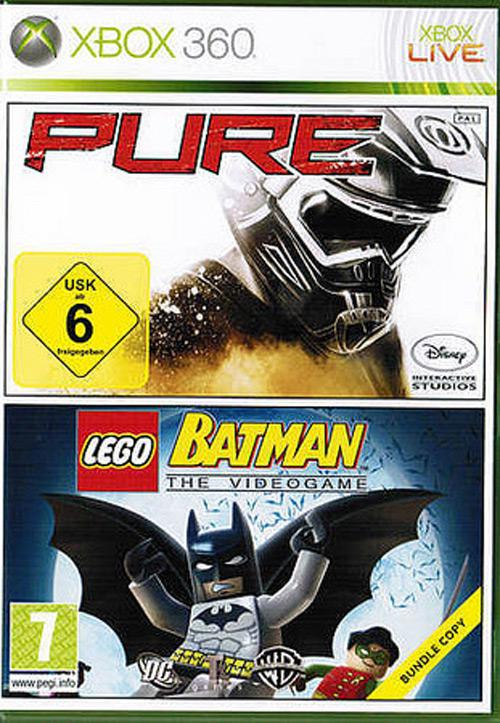 XBOX 360
XBOX
LIVE
PURE
PAL
USK
ab
6
freigegeben
Disney
INTERACTIVE
STUDIOS
LEGO BATMAN
THE VIDEOGAME
7
www.pegi.info
DC
WB
GAMES
BUNDLE COPY